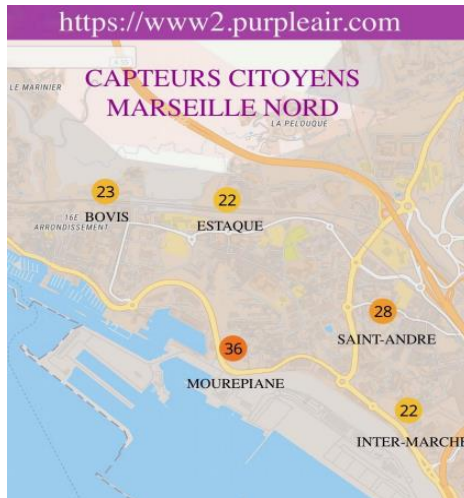 https://www2.purpleair.com
CAPTEURS CITOYENS
MARSEILLE NORD
LE MARINIER
LA PELOUQUE
23
BOVIS
22
ESTAQUE
16E
ARRONDISSEMENT
28
SAINT-ANDRE
36
MOUREPIANE
22
INTER-MARCHE